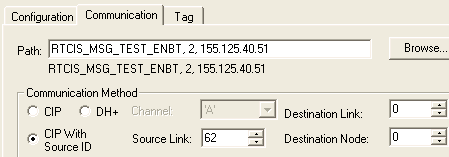 Configuration Communication Tag
Path: RTCIS_MSG_TEST_ENBT, 2, 155.125.40.51 Browse...
RTCIS_MSG_TEST_ENBT, 2, 155.125.40.51
Communication Method
CIP DH+ Channel: 'A' Destination Link: 0
CIP With Source ID Source Link: 62 Destination Node: 0